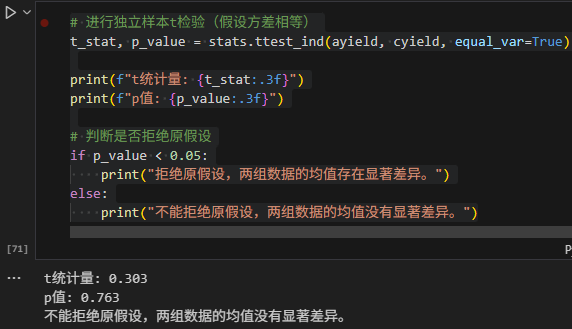 # 进行独立样本t检验（假设方差相等）
t_stat, p_value = stats.ttest_ind(ayield, cyield, equal_var=True)
print(f"t统计量: {t_stat:.3f}")
print(f"p值: {p_value:.3f}")
# 判断是否拒绝原假设
if p_value < 0.05:
    print("拒绝原假设，两组数据的均值存在显著差异。")
else:
    print("不能拒绝原假设，两组数据的均值没有显著差异。")
[71]
... t统计量: 0.303
p值: 0.763
不能拒绝原假设，两组数据的均值没有显著差异。